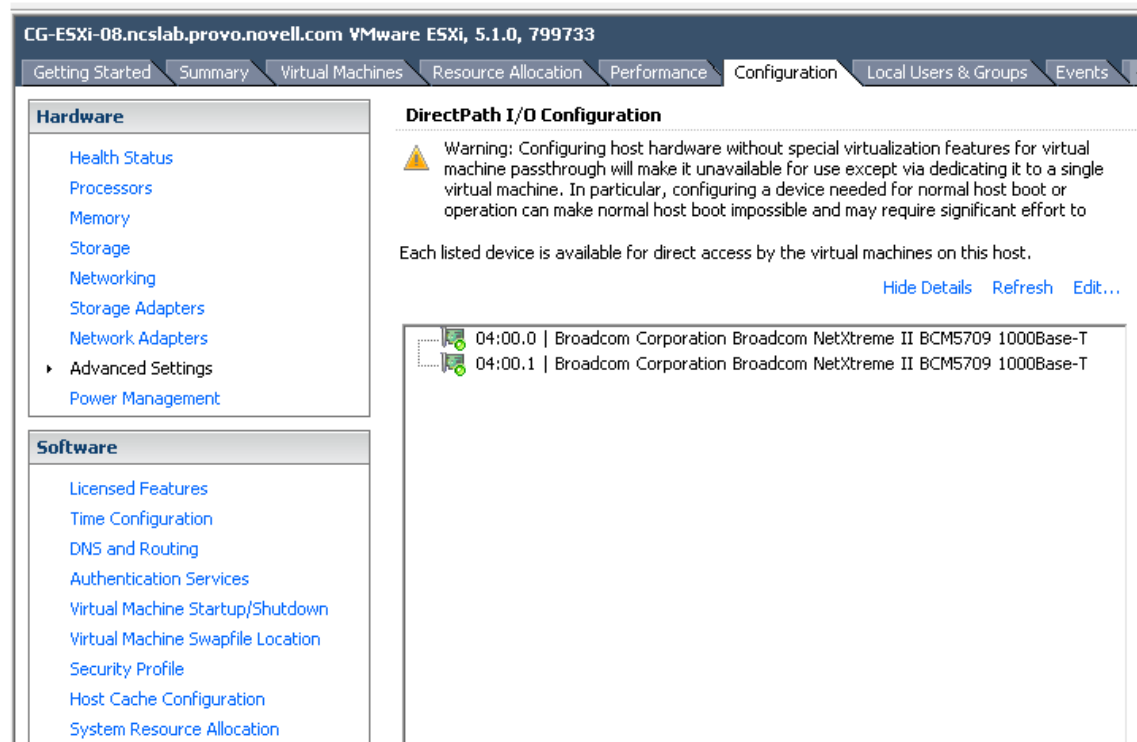 CG-ESXi-08.ncslab.provo.novell.com VMware ESXi, 5.1.0, 799733
Getting Started Summary Virtual Machines Resource Allocation Performance Configuration Local Users & Groups Events
Hardware
Health Status
Processors
Memory
Storage
Networking
Storage Adapters
Network Adapters
Advanced Settings
Power Management
Software
Licensed Features
Time Configuration
DNS and Routing
Authentication Services
Virtual Machine Startup/Shutdown
Virtual Machine Swapfile Location
Security Profile
Host Cache Configuration
System Resource Allocation
DirectPath I/O Configuration
Warning: Configuring host hardware without special virtualization features for virtual
machine passthrough will make it unavailable for use except via dedicating it to a single
virtual machine. In particular, configuring a device needed for normal host boot or
operation can make normal host boot impossible and may require significant effort to
Each listed device is available for direct access by the virtual machines on this host.
Hide Details Refresh Edit...
04:00.0 | Broadcom Corporation Broadcom NetXtreme II BCM5709 1000Base-T
04:00.1 | Broadcom Corporation Broadcom NetXtreme II BCM5709 1000Base-T